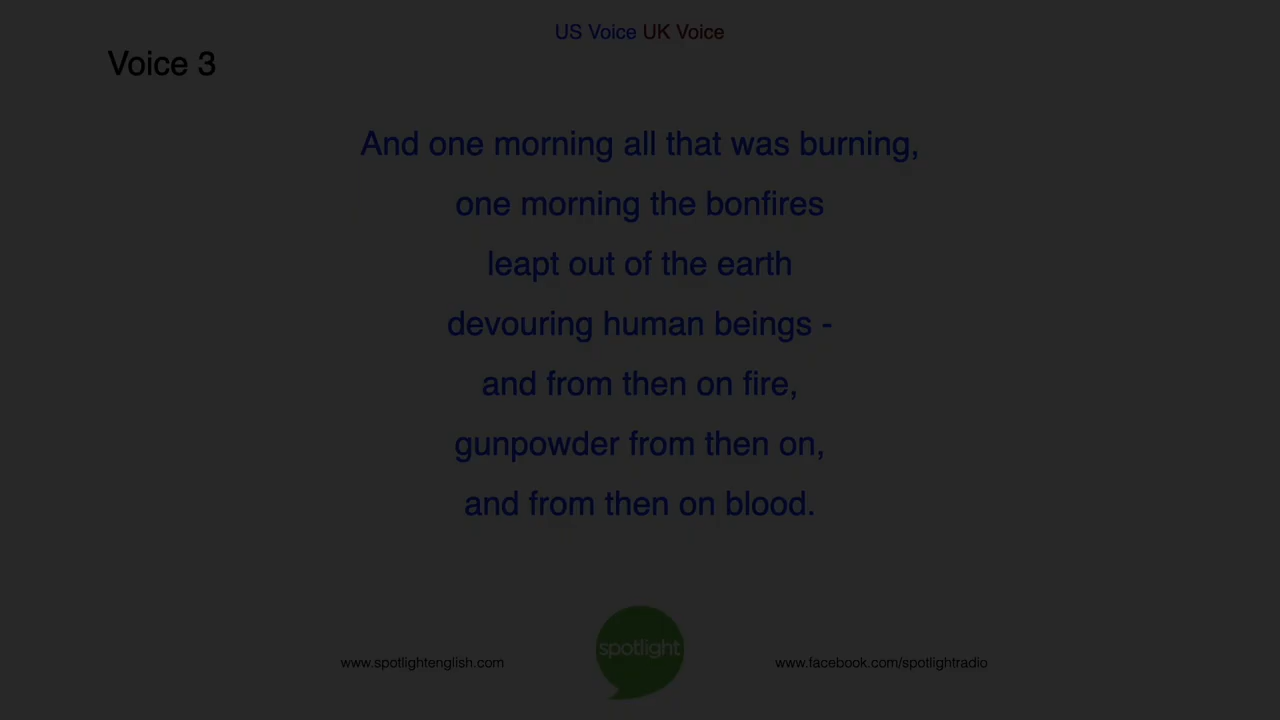 US Voice UK Voice
Voice 3
And one morning all that was burning,
one morning the bonfires
leapt out of the earth
devouring human beings -
and from then on fire,
gunpowder from then on,
and from then on blood.
spotlight
www.spotlightenglish.com
www.facebook.com/spotlightradio